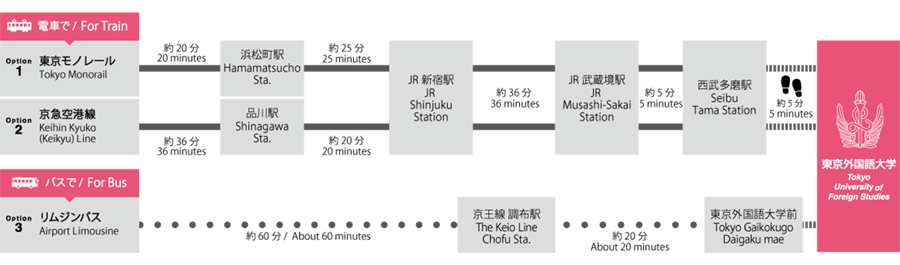 電車で / For Train
Option
1
東京モノレール
Tokyo Monorail
約 20 分
20 minutes
浜松町駅
Hamamatsucho
Sta.
約 25 分
25 minutes
Option
2
京急空港線
Keihin Kyuko
(Keikyu) Line
約 36 分
36 minutes
品川駅
Shinagawa
Sta.
約 20 分
20 minutes
JR 新宿駅
JR
Shinjuku
Station
約 36 分
36 minutes
JR 武蔵境駅
JR
Musashi-Sakai
Station
約 5 分
5 minutes
西武多磨駅
Seibu
Tama Station
約 5 分
5 minutes
東京外国語大学
Tokyo
University of
Foreign Studies
バスで / For Bus
Option
3
リムジンバス
Airport Limousine
約 60 分 / About 60 minutes
京王線 調布駅
The Keio Line
Chofu Sta.
約 20 分
About 20 minutes
東京外国語大学前
Tokyo Gaikokugo
Daigaku mae